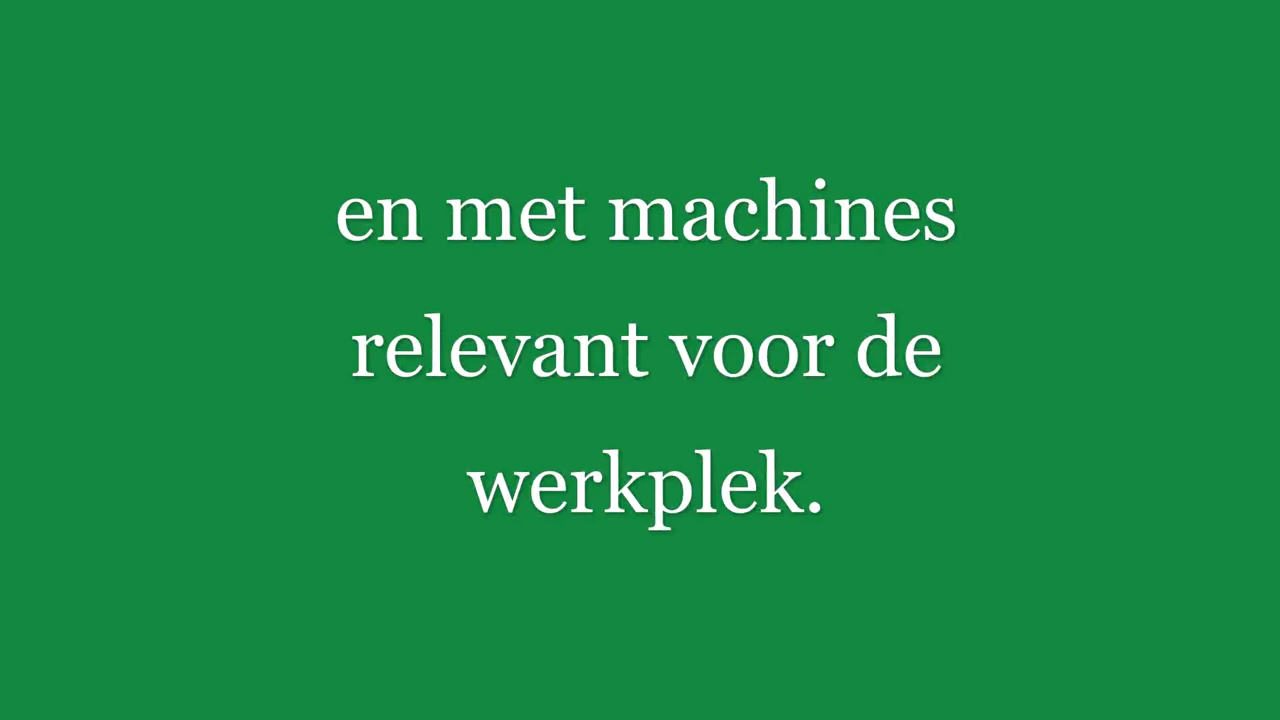 en met machines
relevant voor de
werkplek.